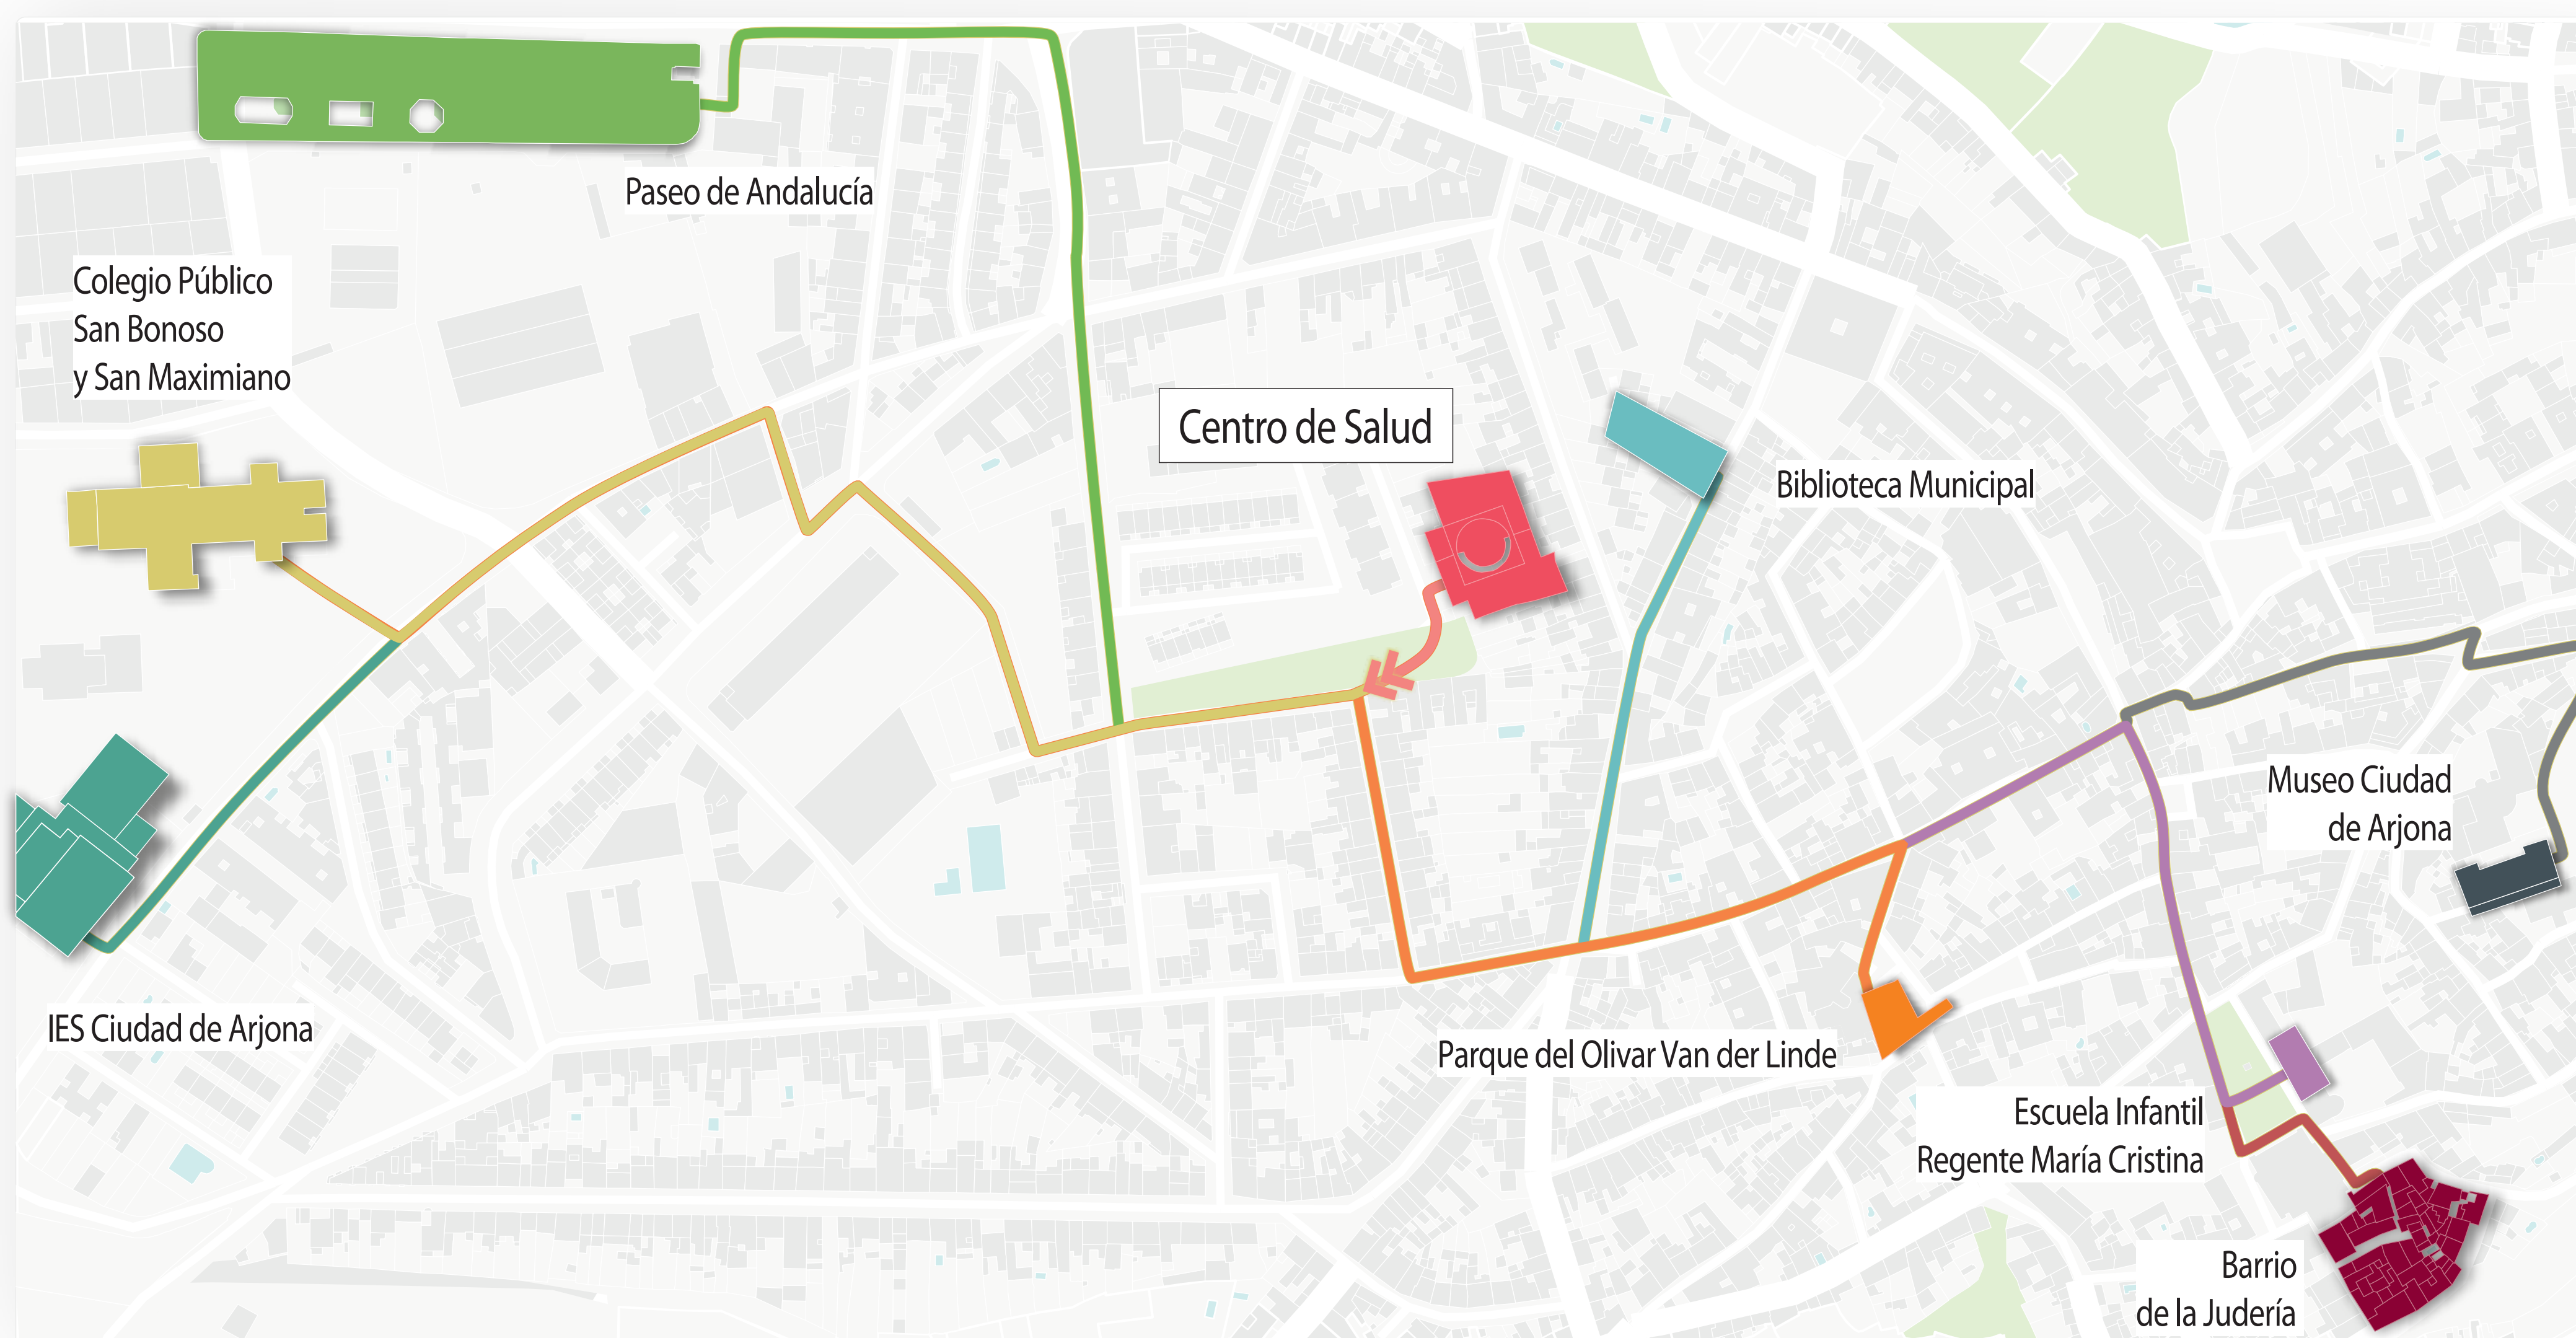 Paseo de Andalucía
Colegio Público
San Bonoso
y San Maximiano
Centro de Salud
Biblioteca Municipal
Museo Ciudad
de Arjona
IES Ciudad de Arjona
Parque del Olivar Van der Linde
Escuela Infantil
Regente María Cristina
Barrio
de la Judería